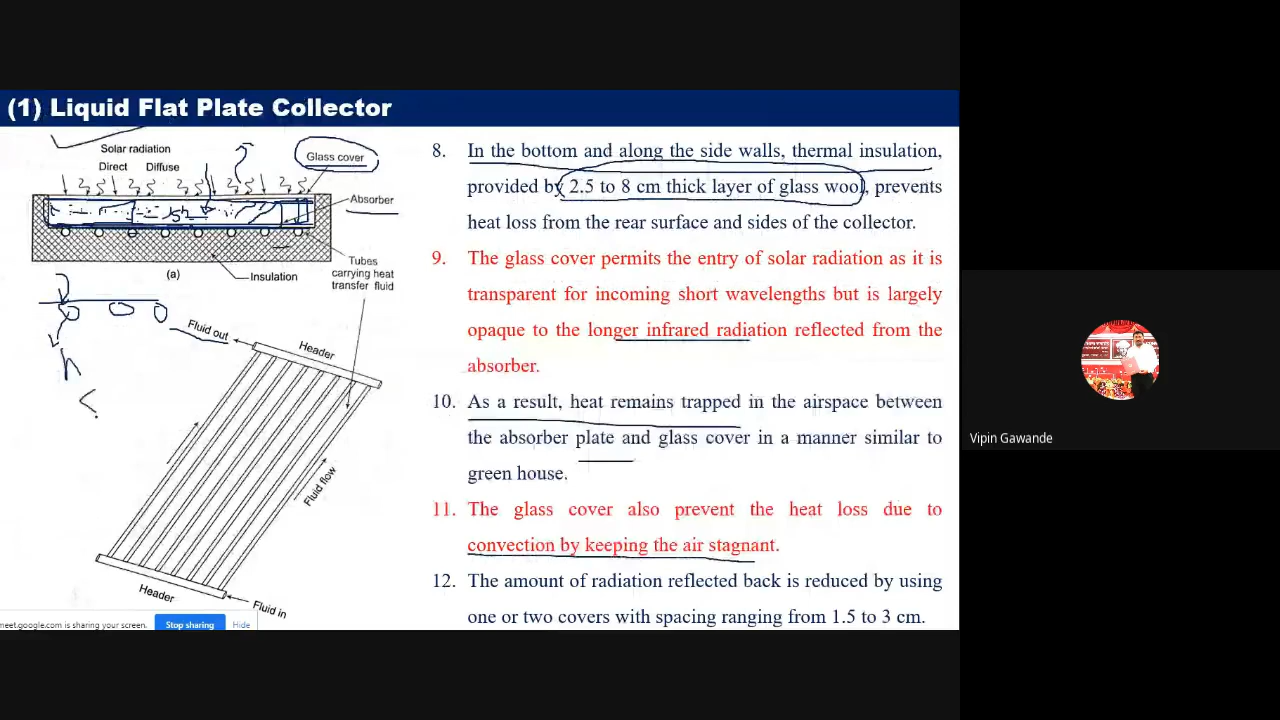 (1) Liquid Flat Plate Collector
Solar radiation
Direct Diffuse
Glass cover
Absorber
Tubes
carrying heat
transfer fluid
(a)
Insulation
Fluid out
Header
Fluid flow
Header
Fluid in
8. In the bottom and along the side walls, thermal insulation,
provided by 2.5 to 8 cm thick layer of glass wool, prevents
heat loss from the rear surface and sides of the collector.
9. The glass cover permits the entry of solar radiation as it is
transparent for incoming short wavelengths but is largely
opaque to the longer infrared radiation reflected from the
absorber.
10. As a result, heat remains trapped in the airspace between
the absorber plate and glass cover in a manner similar to
green house.
11. The glass cover also prevent the heat loss due to
convection by keeping the air stagnant.
12. The amount of radiation reflected back is reduced by using
one or two covers with spacing ranging from 1.5 to 3 cm.
meet.google.com is sharing your screen.
Stop sharing
Hide
Vipin Gawande